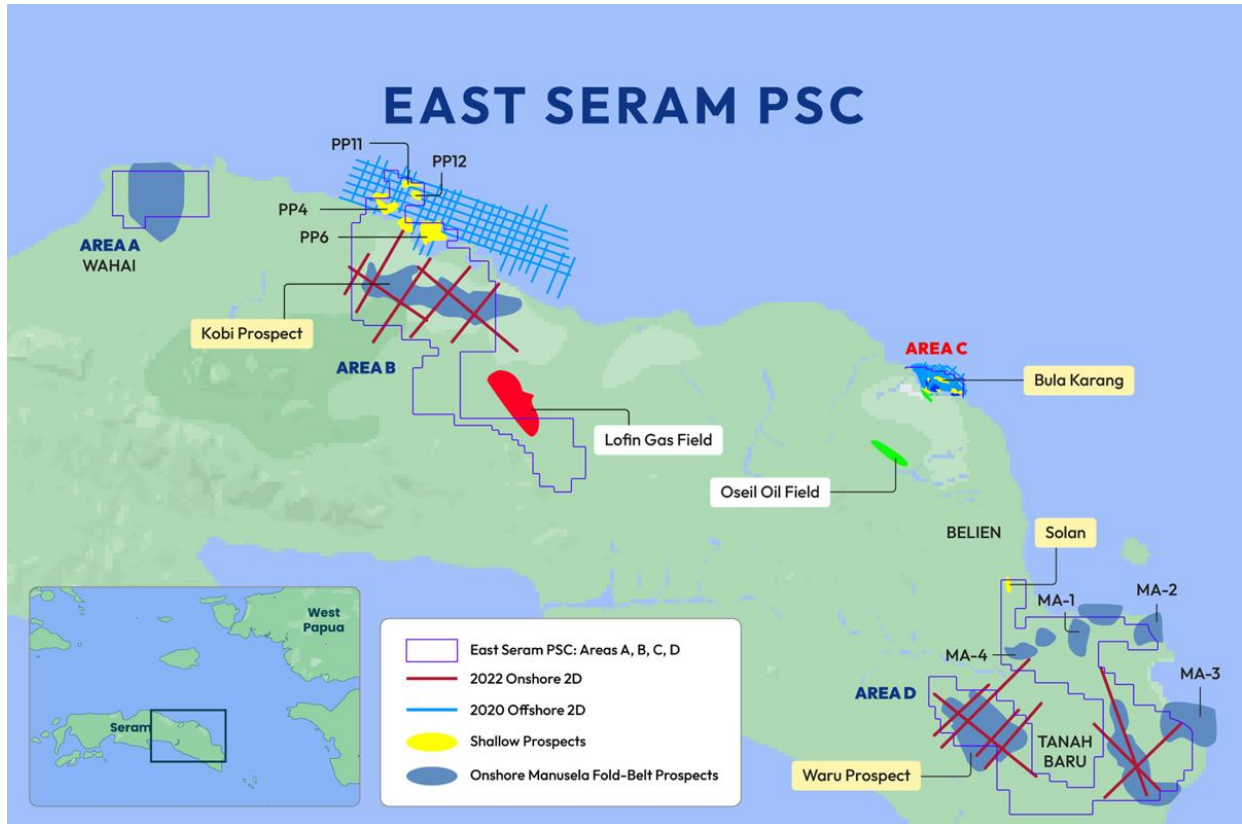 EAST SERAM PSC
PP11
PP12
PP4
PP6
AREA A
WAHAI
Kobi Prospect
AREA B
Lofin Gas Field
AREA C
Bula Karang
Oseil Oil Field
BELIEN
Solan
MA-1
MA-2
MA-4
MA-3
AREA D
TANAH
BARU
Waru Prospect
West
Papua
Seram
East Seram PSC: Areas A, B, C, D
2022 Onshore 2D
2020 Offshore 2D
Shallow Prospects
Onshore Manusela Fold-Belt Prospects